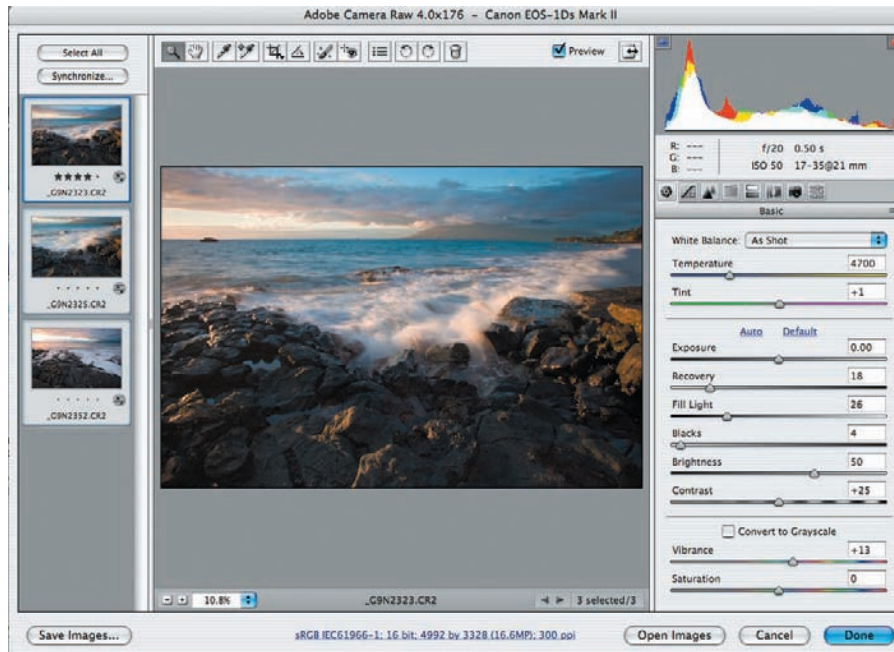 Adobe Camera Raw 4.0x176 – Canon EOS-1Ds Mark II
Select All
Synchronize...
★★★★ ·
_G9N2323.CR2
. . . . .
_G9N2325.CR2
. . . . .
_G9N2352.CR2
Preview
10.8%
_G9N2323.CR2
3 selected/3
R: ---
G: ---
B: ---
f/20 0.50 s
ISO 50 17-35@21 mm
Basic
White Balance: As Shot
Temperature 4700
Tint +1
Auto Default
Exposure 0.00
Recovery 18
Fill Light 26
Blacks 4
Brightness 50
Contrast +25
Convert to Grayscale
Vibrance +13
Saturation 0
Save Images...
sRGB IEC61966-1; 16 bit; 4992 by 3328 (16.6MP); 300 ppi
Open Images
Cancel
Done